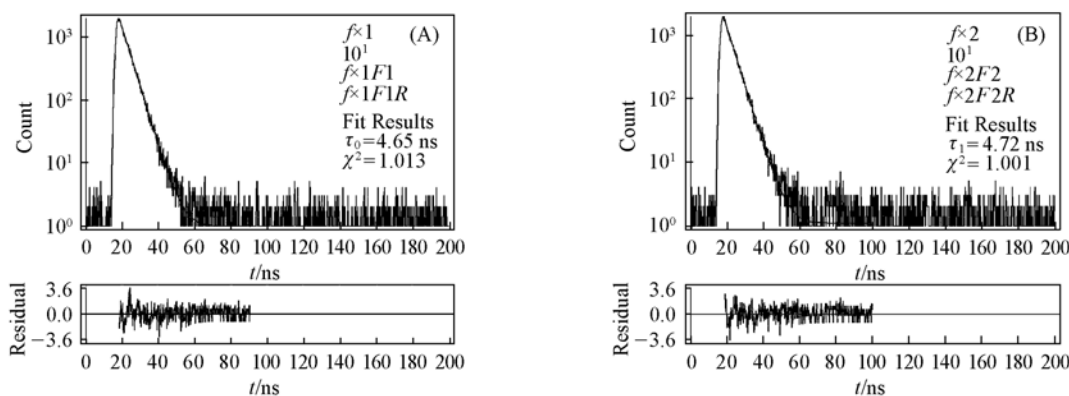 f×1 (A)
10¹
f×1F1
f×1F1R
Fit Results
τ₀=4.65 ns
χ²=1.013
Count
10³
10²
10¹
10⁰
0 20 40 60 80 100 120 140 160 180 200
t/ns
Residual
3.6
0.0
−3.6
0 20 40 60 80 100 120 140 160 180 200
t/ns
f×2 (B)
10¹
f×2F2
f×2F2R
Fit Results
τ₁=4.72 ns
χ²=1.001
Count
10³
10²
10¹
10⁰
0 20 40 60 80 100 120 140 160 180 200
t/ns
Residual
3.6
0.0
−3.6
0 20 40 60 80 100 120 140 160 180 200
t/ns